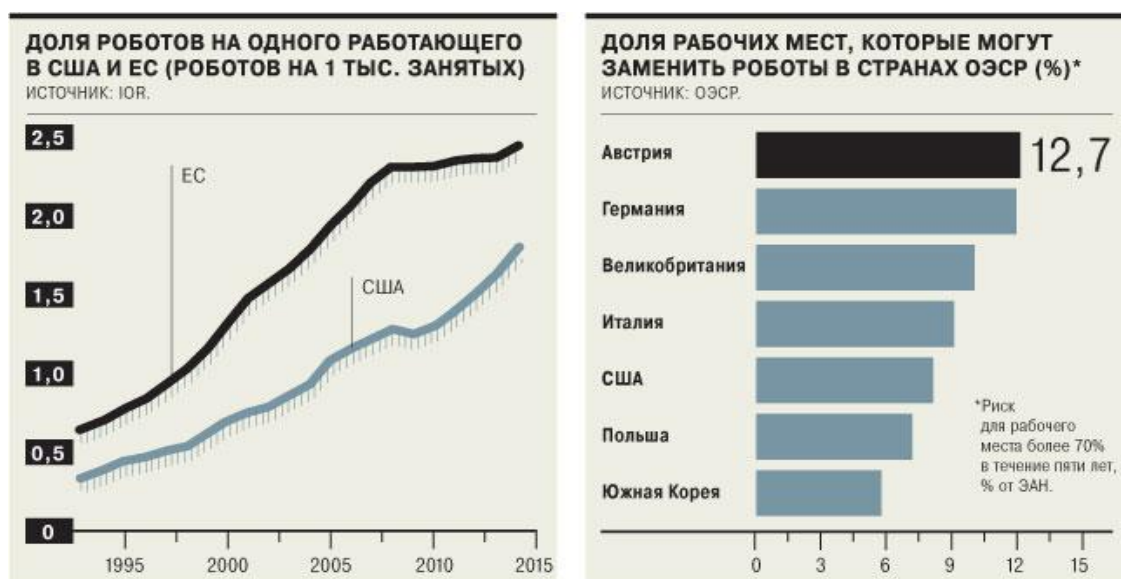 ДОЛЯ РОБОТОВ НА ОДНОГО РАБОТАЮЩЕГО
В США И ЕС (РОБОТОВ НА 1 ТЫС. ЗАНЯТЫХ)
ИСТОЧНИК: IOR.
2,5
2,0
1,5
1,0
0,5
0
ЕС
США
1995
2000
2005
2010
2015
ДОЛЯ РАБОЧИХ МЕСТ, КОТОРЫЕ МОГУТ
ЗАМЕНИТЬ РОБОТЫ В СТРАНАХ ОЭСР (%)*
ИСТОЧНИК: ОЭСР.
Австрия
12,7
Германия
Великобритания
Италия
США
Польша
Южная Корея
*Риск
для рабочего
места более 70%
в течение пяти лет,
% от ЭАН.
0
3
6
9
12
15